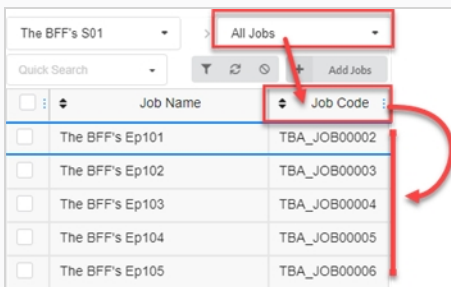 The BFF's S01 > All Jobs
Quick Search + Add Jobs
Job Name Job Code
The BFF's Ep101 TBA_JOB00002
The BFF's Ep102 TBA_JOB00003
The BFF's Ep103 TBA_JOB00004
The BFF's Ep104 TBA_JOB00005
The BFF's Ep105 TBA_JOB00006